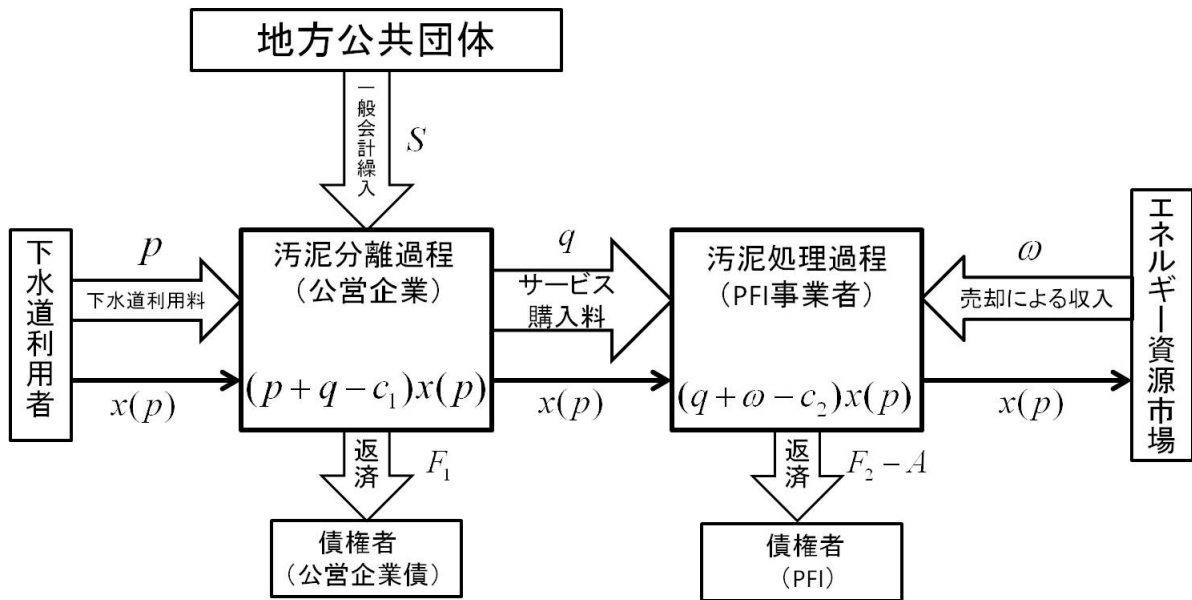 地方公共団体
一般会計繰入
S
下水道利用者
p
下水道利用料
x(p)
汚泥分離過程
(公営企業)
(p + q − c₁)x(p)
q
サービス
購入料
x(p)
汚泥処理過程
(PFI事業者)
(q + ω − c₂)x(p)
ω
売却による収入
x(p)
エネルギー資源市場
返済
F₁
返済
F₂ − A
債権者
(公営企業債)
債権者
(PFI)